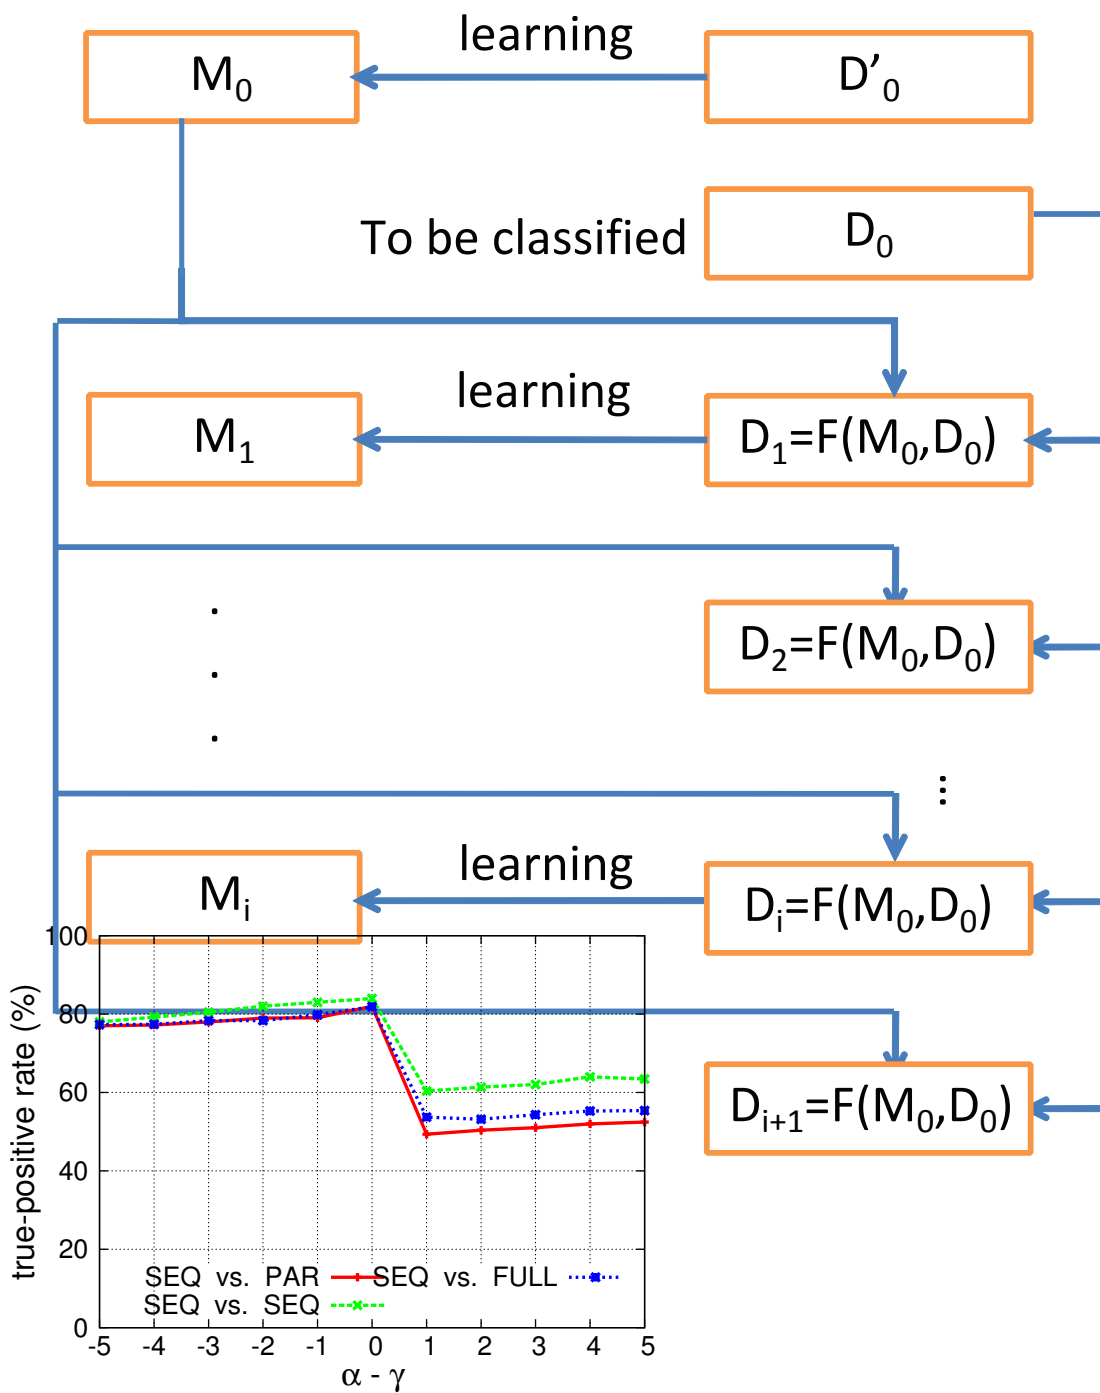 learning
M0
D’0
To be classified
D0
learning
M1
D1=F(M0,D0)
.
.
.
D2=F(M0,D0)
...
learning
Mi
Di=F(M0,D0)
Di+1=F(M0,D0)
true-positive rate (%)
100
80
60
40
20
0
SEQ vs. PAR
SEQ vs. FULL
SEQ vs. SEQ
-5 -4 -3 -2 -1 0 1 2 3 4 5
α - γ